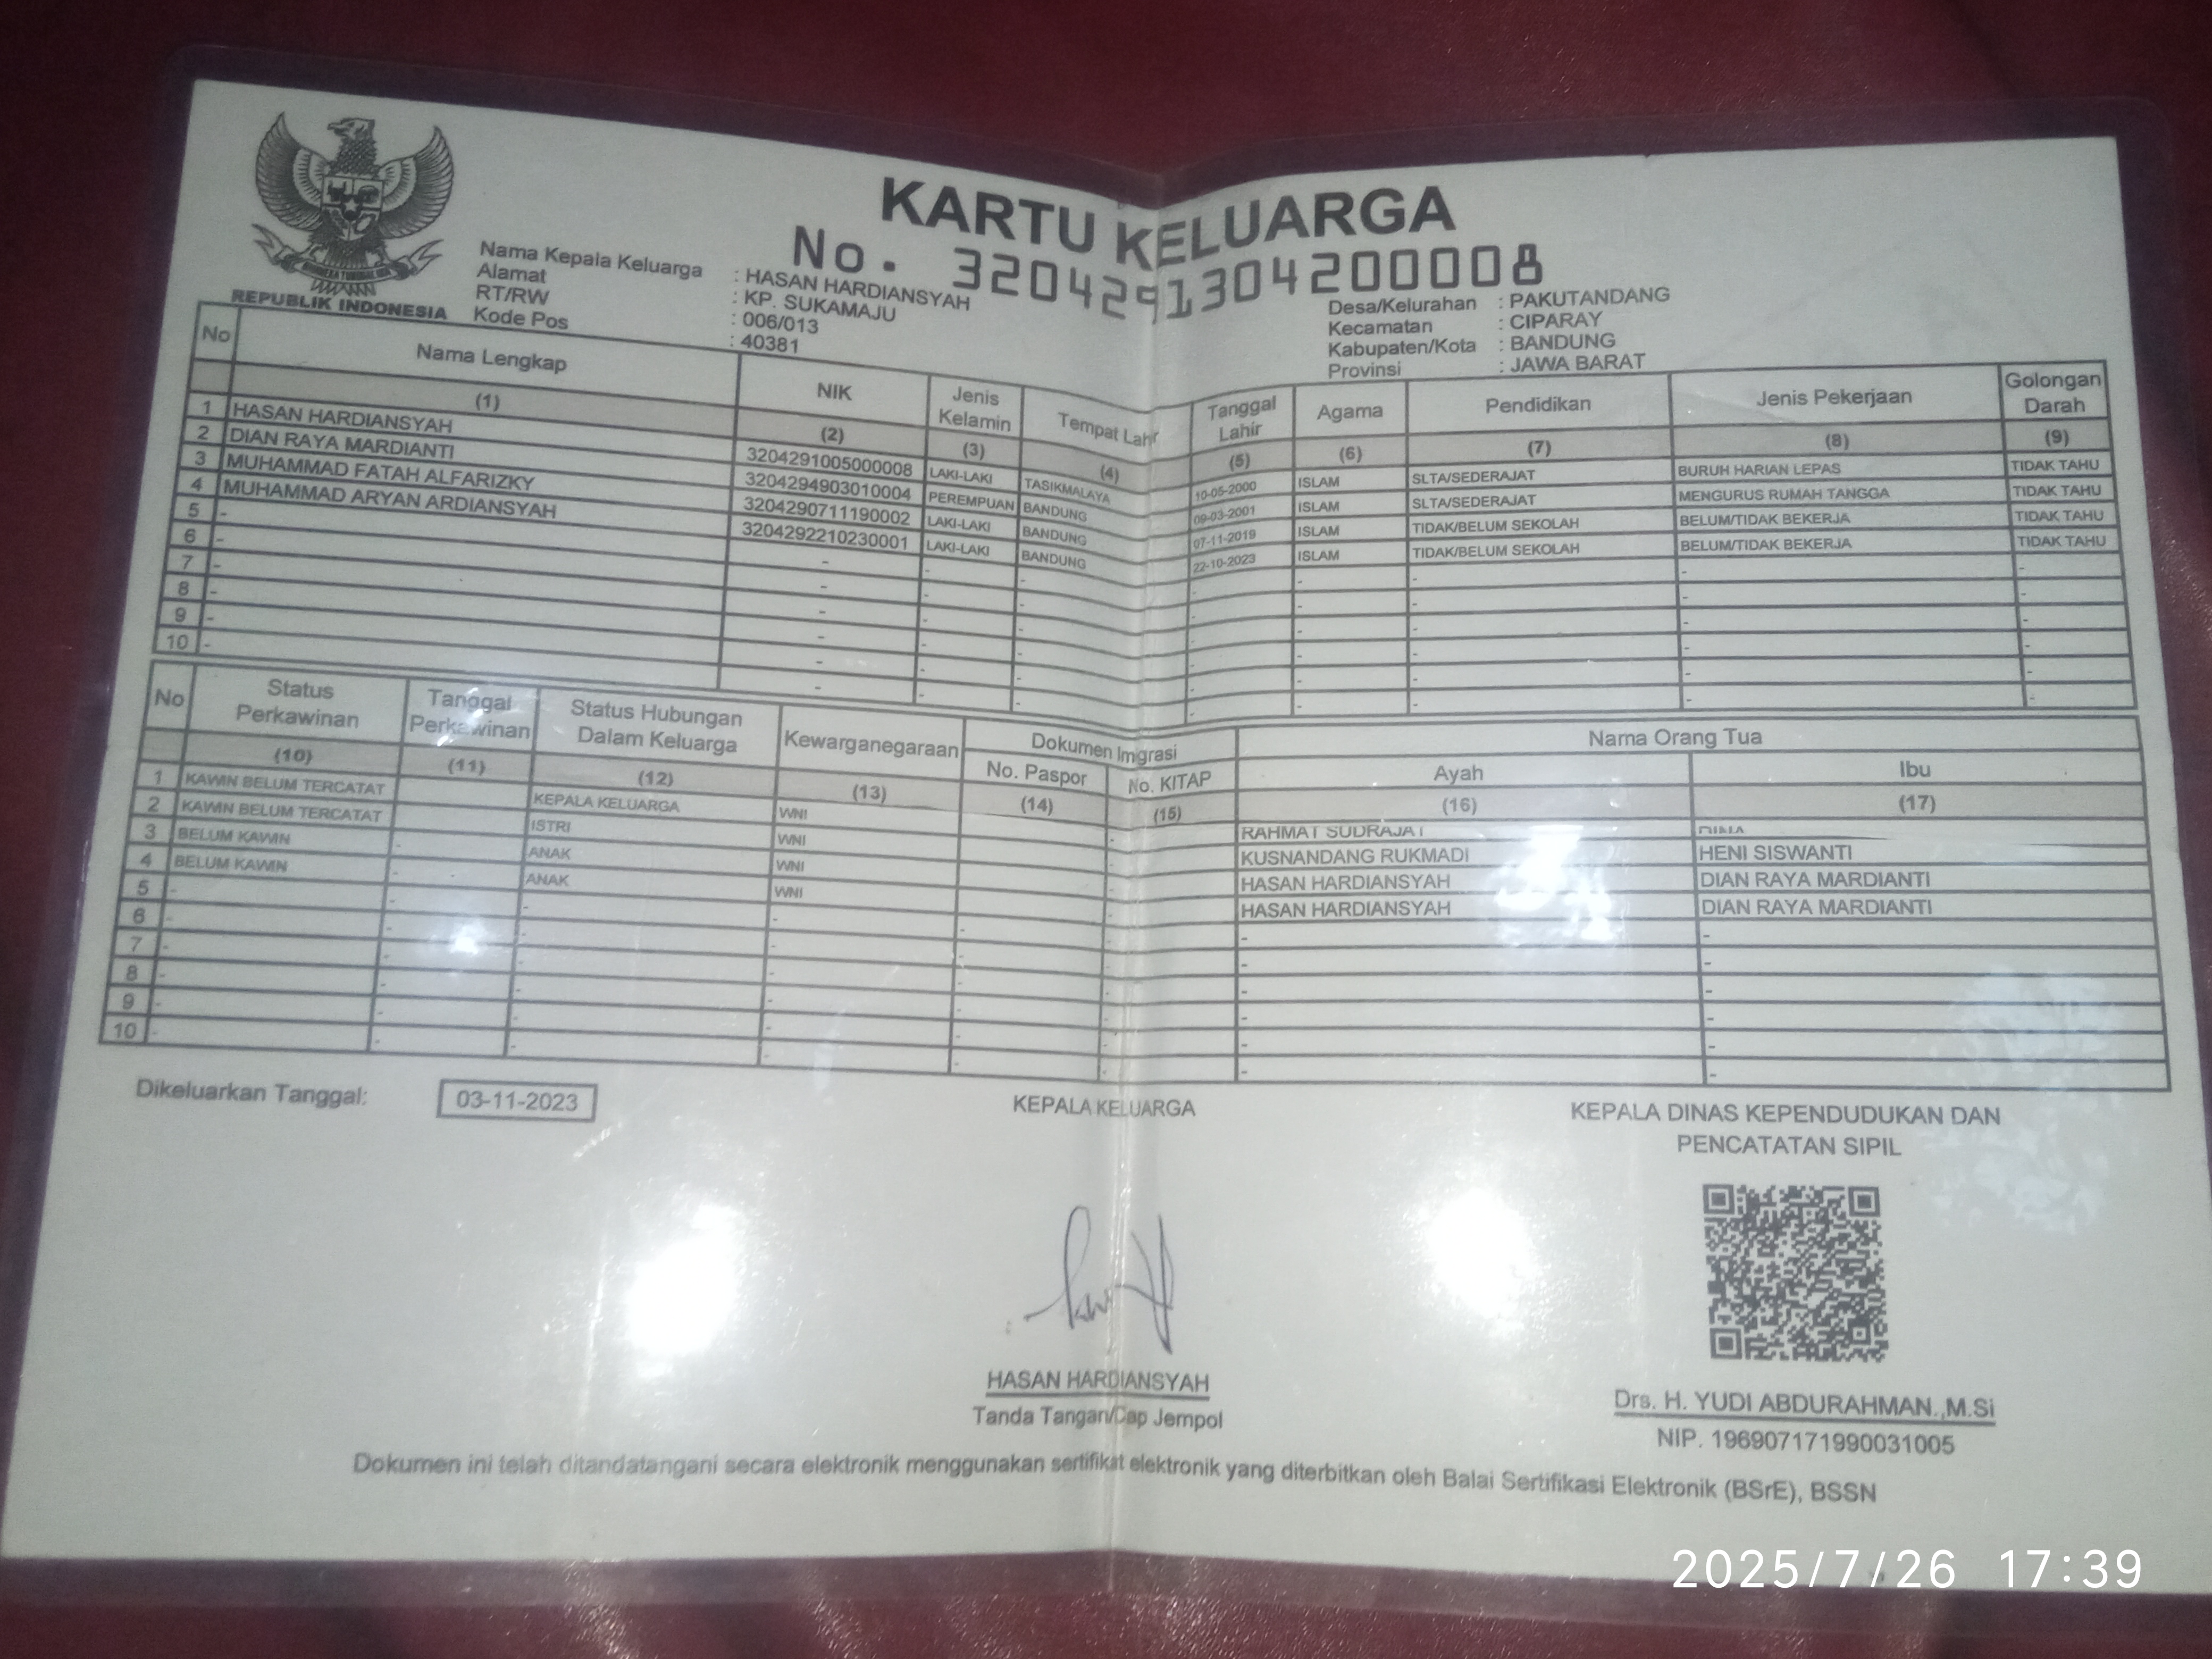 KARTU KELUARGA
No. 3204291304200008
REPUBLIK INDONESIA
Nama Kepala Keluarga : HASAN HARDIANSYAH
Alamat : KP. SUKAMAJU
RT/RW : 006/013
Kode Pos : 40381
Desa/Kelurahan : PAKUTANDANG
Kecamatan : CIPARAY
Kabupaten/Kota : BANDUNG
Provinsi : JAWA BARAT
No Nama Lengkap NIK Jenis Kelamin Tempat Lahir Tanggal Lahir Agama Pendidikan Jenis Pekerjaan Golongan Darah
(1) (2) (3) (4) (5) (6) (7) (8) (9)
1 HASAN HARDIANSYAH 3204291005000008 LAKI-LAKI TASIKMALAYA 10-05-2000 ISLAM SLTA/SEDERAJAT BURUH HARIAN LEPAS TIDAK TAHU
2 DIAN RAYA MARDIANTI 3204294903010004 PEREMPUAN BANDUNG 09-03-2001 ISLAM SLTA/SEDERAJAT MENGURUS RUMAH TANGGA TIDAK TAHU
3 MUHAMMAD FATAH ALFARIZKY 3204290711190002 LAKI-LAKI BANDUNG 07-11-2019 ISLAM TIDAK/BELUM SEKOLAH BELUM/TIDAK BEKERJA TIDAK TAHU
4 MUHAMMAD ARYAN ARDIANSYAH 3204292210230001 LAKI-LAKI BANDUNG 22-10-2023 ISLAM TIDAK/BELUM SEKOLAH BELUM/TIDAK BEKERJA TIDAK TAHU
5 - - - - - - - - -
6 - - - - - - - - -
7 - - - - - - - - -
8 - - - - - - - - -
9 - - - - - - - - -
10 - - - - - - - - -
No Status Perkawinan Tanggal Perkawinan Status Hubungan Dalam Keluarga Kewarganegaraan Dokumen Imigrasi Nama Orang Tua
No. Paspor No. KITAP Ayah Ibu
(10) (11) (12) (13) (14) (15) (16) (17)
1 KAWIN BELUM TERCATAT KEPALA KELUARGA WNI RAHMAT SUDRAJAT
2 KAWIN BELUM TERCATAT ISTRI WNI KUSNANDANG RUKMADI HENI SISWANTI
3 BELUM KAWIN - ANAK WNI HASAN HARDIANSYAH DIAN RAYA MARDIANTI
4 BELUM KAWIN - ANAK WNI HASAN HARDIANSYAH DIAN RAYA MARDIANTI
5 - - - - - - - -
6 - - - - - - - -
7 - - - - - - - -
8 - - - - - - - -
9 - - - - - - - -
10 - - - - - - - -
Dikeluarkan Tanggal: 03-11-2023
KEPALA KELUARGA
KEPALA DINAS KEPENDUDUKAN DAN
PENCATATAN SIPIL
HASAN HARDIANSYAH
Tanda Tangan/Cap Jempol
Drs. H. YUDI ABDURAHMAN.,M.Si
NIP. 196907171990031005
Dokumen ini telah ditandatangani secara elektronik menggunakan sertifikat elektronik yang diterbitkan oleh Balai Sertifikasi Elektronik (BSrE), BSSN
2025/7/26 17:39